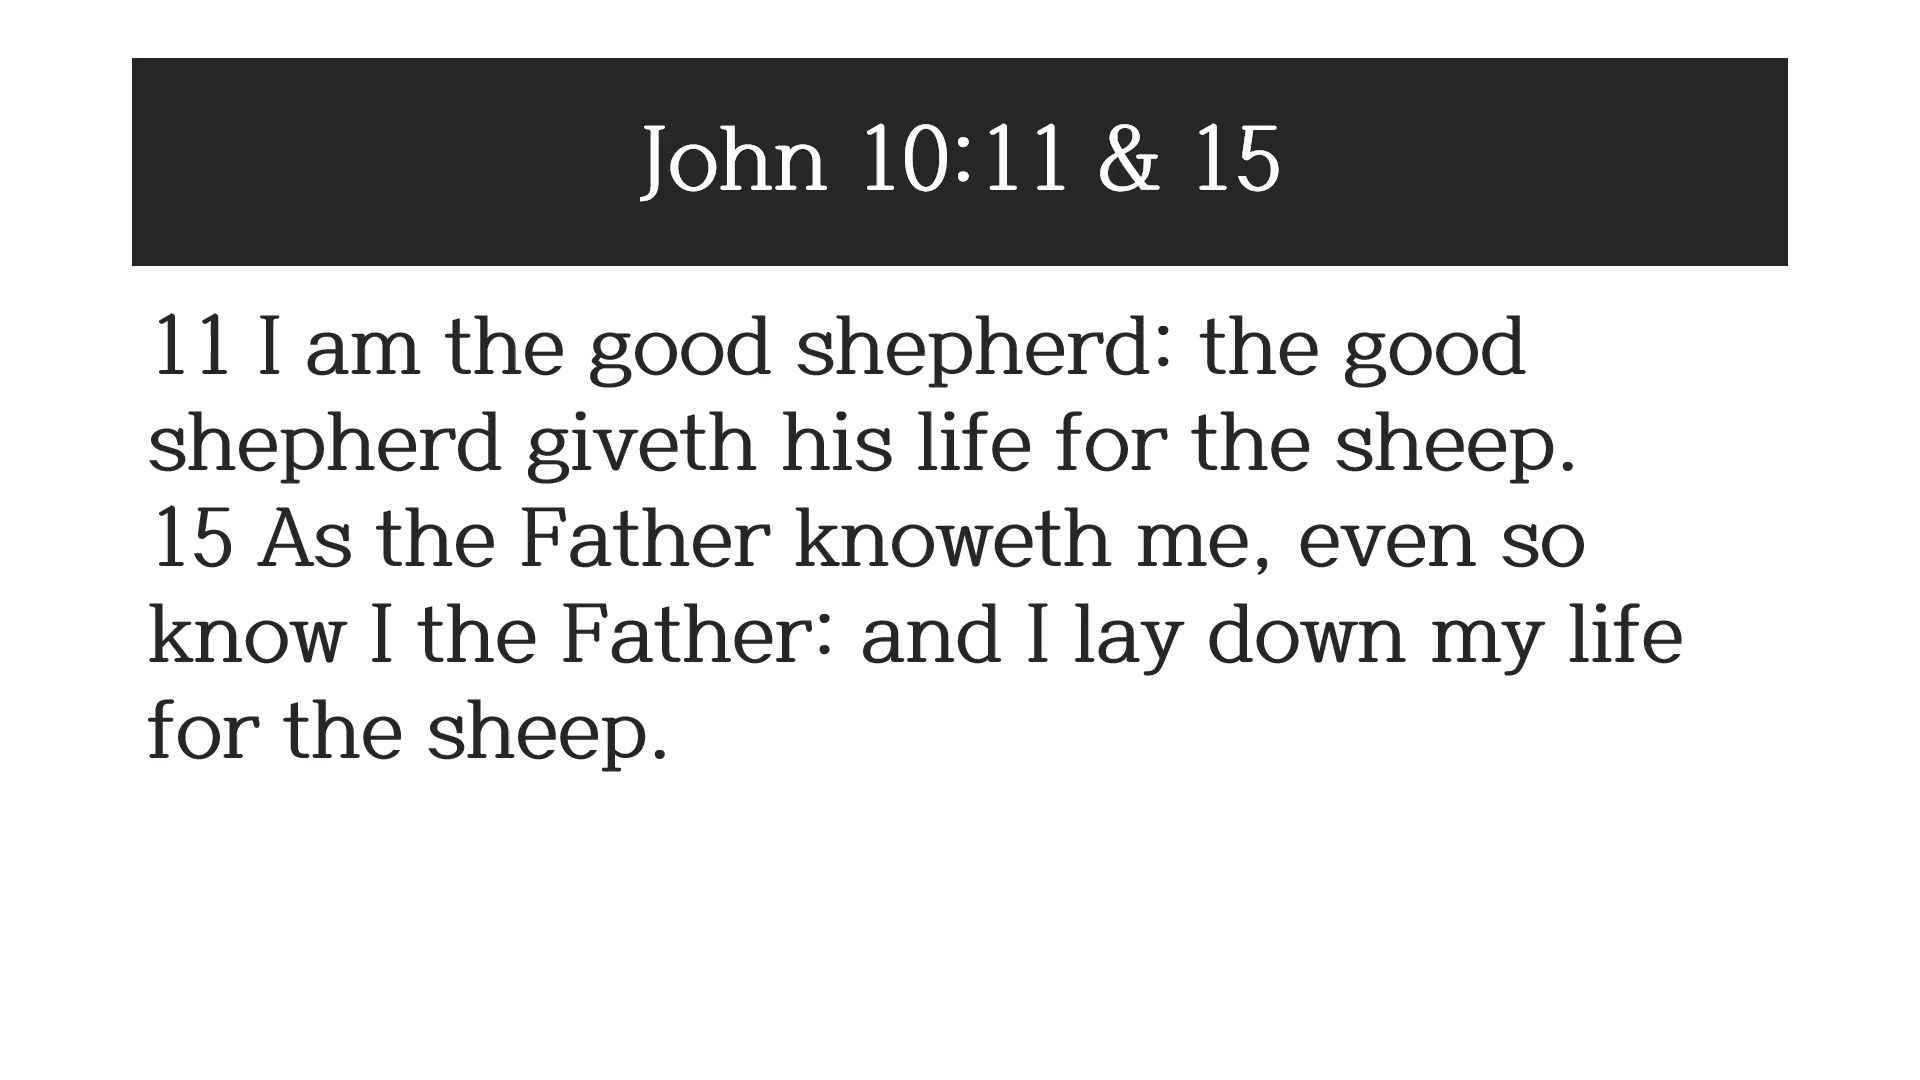 John 10:11 & 15
11 I am the good shepherd: the good
shepherd giveth his life for the sheep.
15 As the Father knoweth me, even so
know I the Father: and I lay down my life
for the sheep.